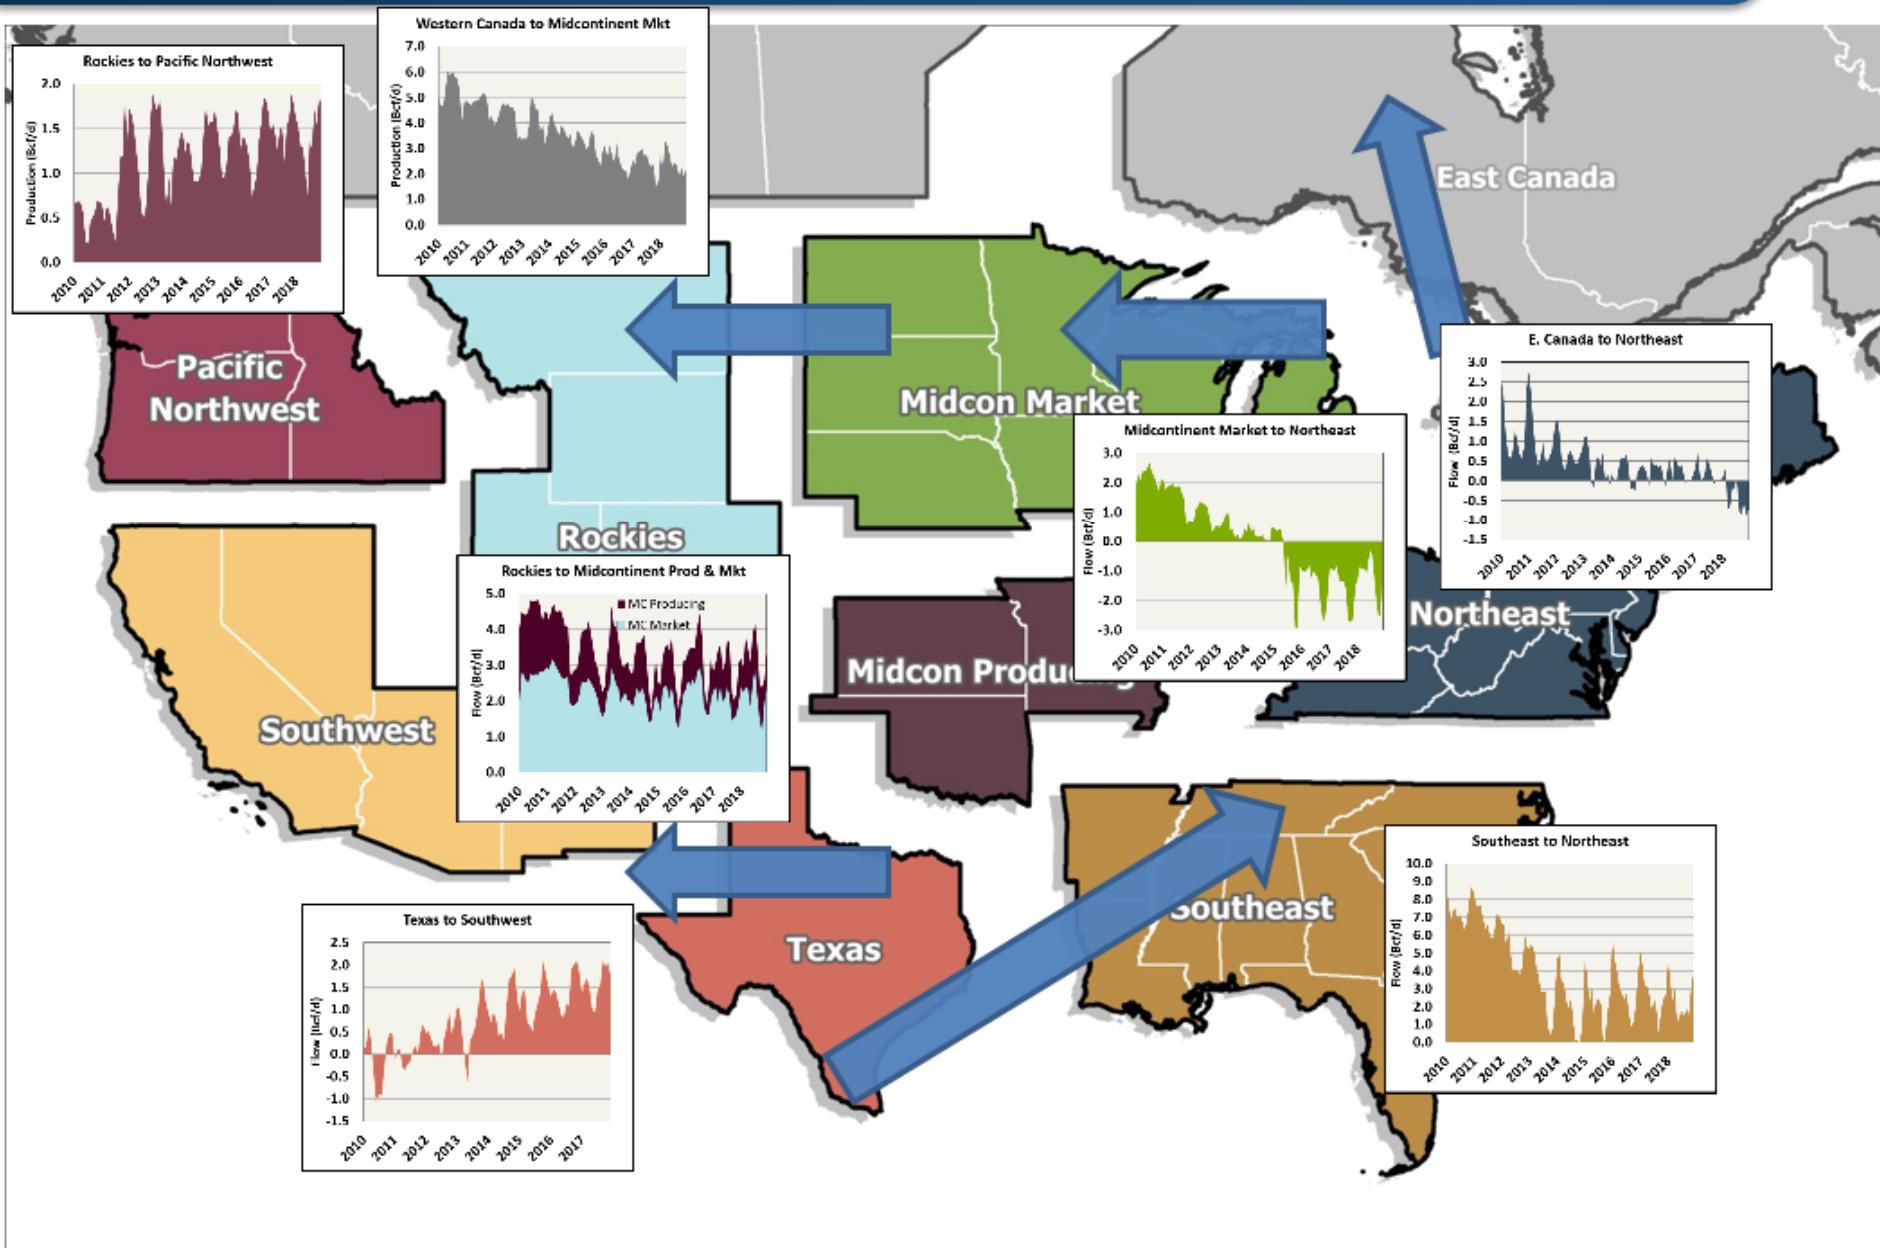 Western Canada to Midcontinent Mkt
Production (Bcf/d)
7.0
6.0
5.0
4.0
3.0
2.0
1.0
0.0
2010 2011 2012 2013 2014 2015 2016 2017 2018
Rockies to Pacific Northwest
Production (Bcf/d)
2.0
1.5
1.0
0.5
0.0
2010 2011 2012 2013 2014 2015 2016 2017 2018
East Canada
Pacific
Northwest
Midcon Market
E. Canada to Northeast
Flow (Bcf/d)
3.0
2.5
2.0
1.5
1.0
0.5
0.0
-0.5
-1.0
-1.5
2010 2011 2012 2013 2014 2015 2016 2017 2018
Midcontinent Market to Northeast
Flow (Bcf/d)
3.0
2.0
1.0
0.0
-1.0
-2.0
-3.0
2010 2011 2012 2013 2014 2015 2016 2017 2018
Rockies
Rockies to Midcontinent Prod & Mkt
MC Producing
MC Market
Flow (Bcf/d)
5.0
4.0
3.0
2.0
1.0
0.0
2010 2011 2012 2013 2014 2015 2016 2017 2018
Northeast
Midcon Producing
Southwest
Southeast to Northeast
Flow (Bcf/d)
10.0
9.0
8.0
7.0
6.0
5.0
4.0
3.0
2.0
1.0
0.0
2010 2011 2012 2013 2014 2015 2016 2017 2018
Southeast
Texas
Texas to Southwest
Flow (Bcf/d)
2.5
2.0
1.5
1.0
0.5
0.0
-0.5
-1.0
-1.5
2010 2011 2012 2013 2014 2015 2016 2017